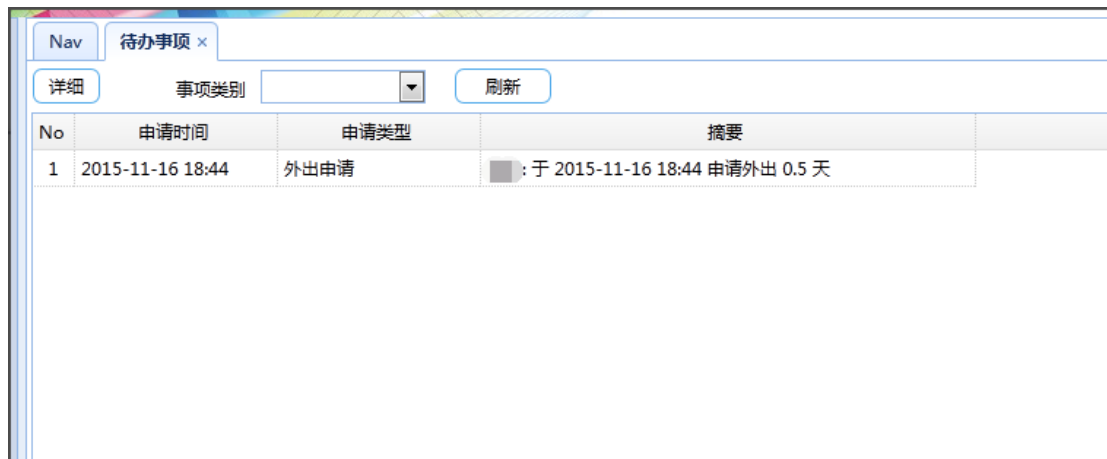 Nav 待办事项 ×
详细 事项类别 刷新
No 申请时间 申请类型 摘要
1 2015-11-16 18:44 外出申请 : 于 2015-11-16 18:44 申请外出 0.5 天